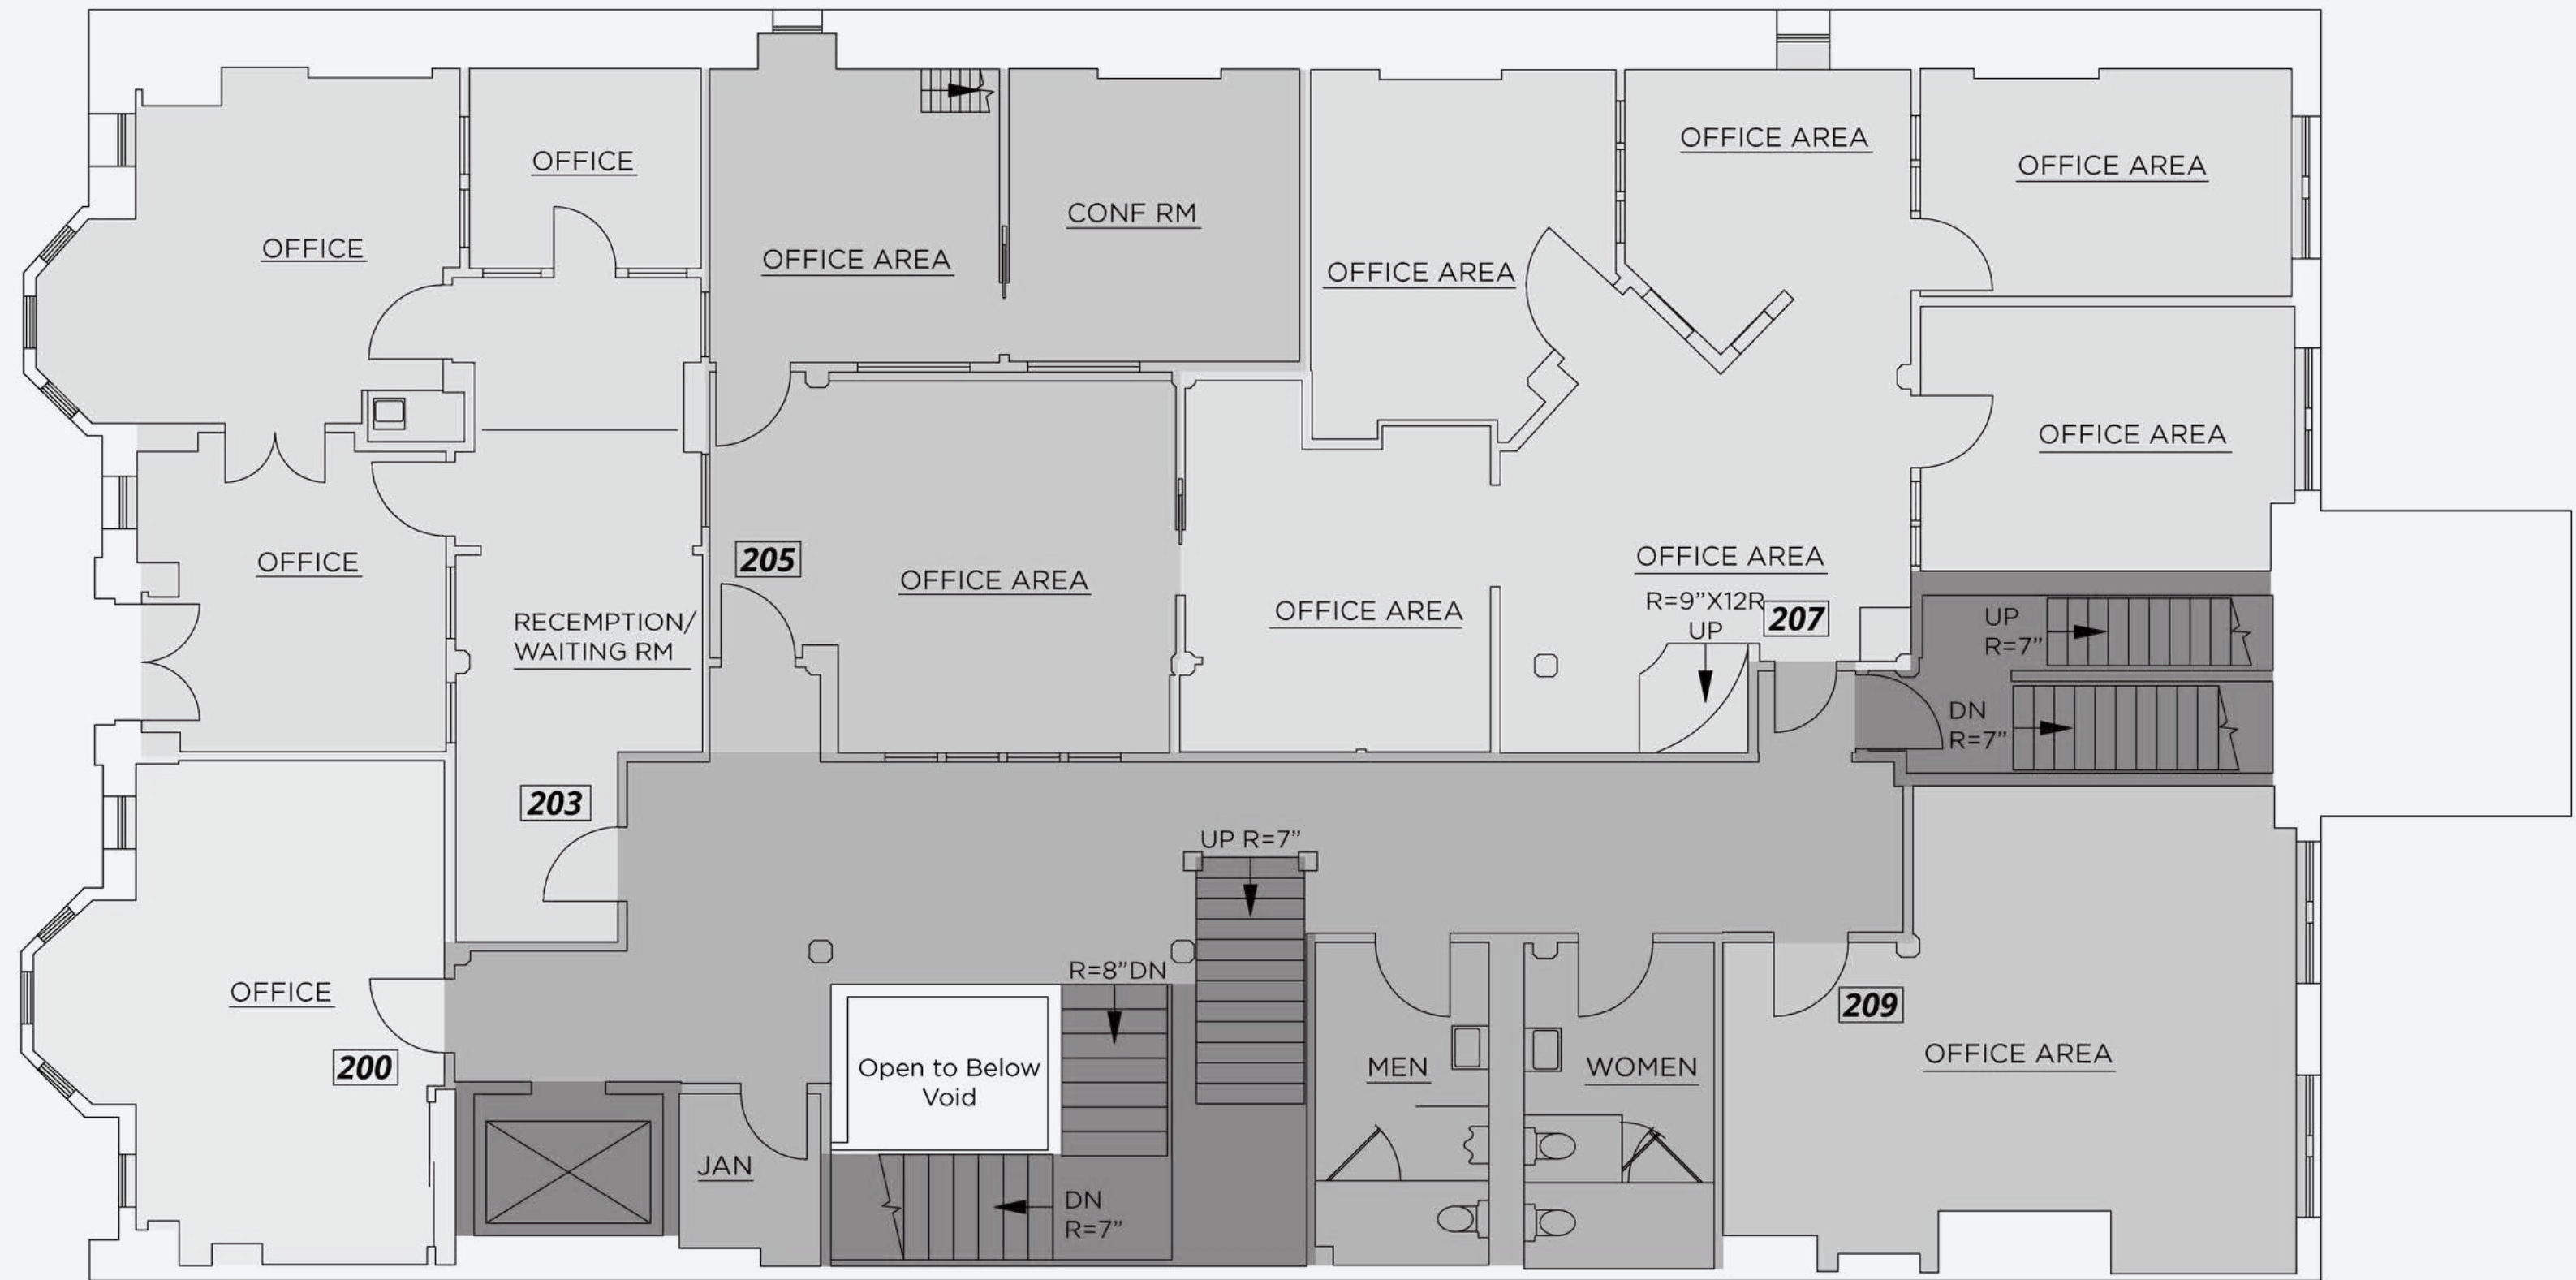 OFFICE
OFFICE
OFFICE AREA
CONF RM
OFFICE AREA
OFFICE AREA
OFFICE AREA
OFFICE AREA
OFFICE
RECEMPTION/
WAITING RM
205
OFFICE AREA
OFFICE AREA
OFFICE AREA
R=9”X12R
UP
207
UP
R=7”
DN
R=7”
203
UP R=7”
OFFICE
200
R=8”DN
Open to Below
Void
JAN
DN
R=7”
MEN
WOMEN
209
OFFICE AREA